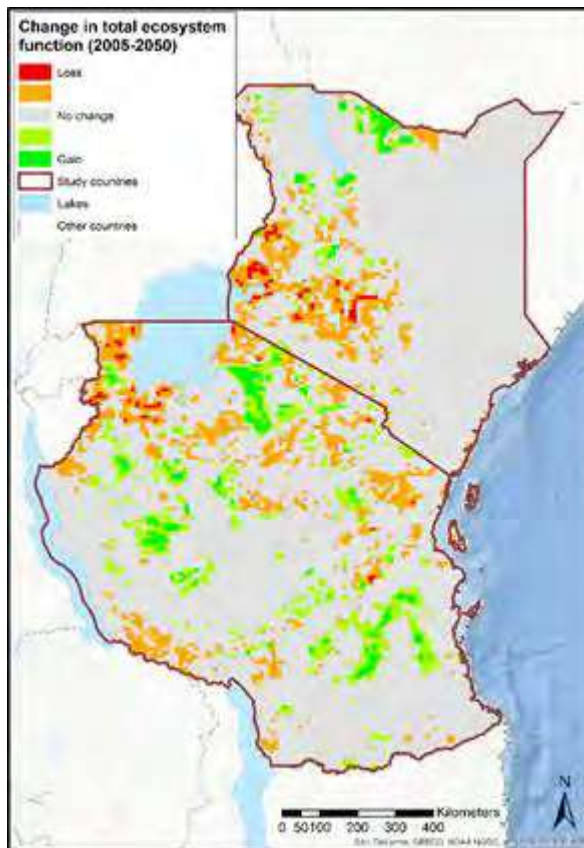 Change in total ecosystem
function (2005-2050)
Loss
No change
Gain
Study countries
Lakes
Other countries
N
Kilometers
0 50100 200 300 400